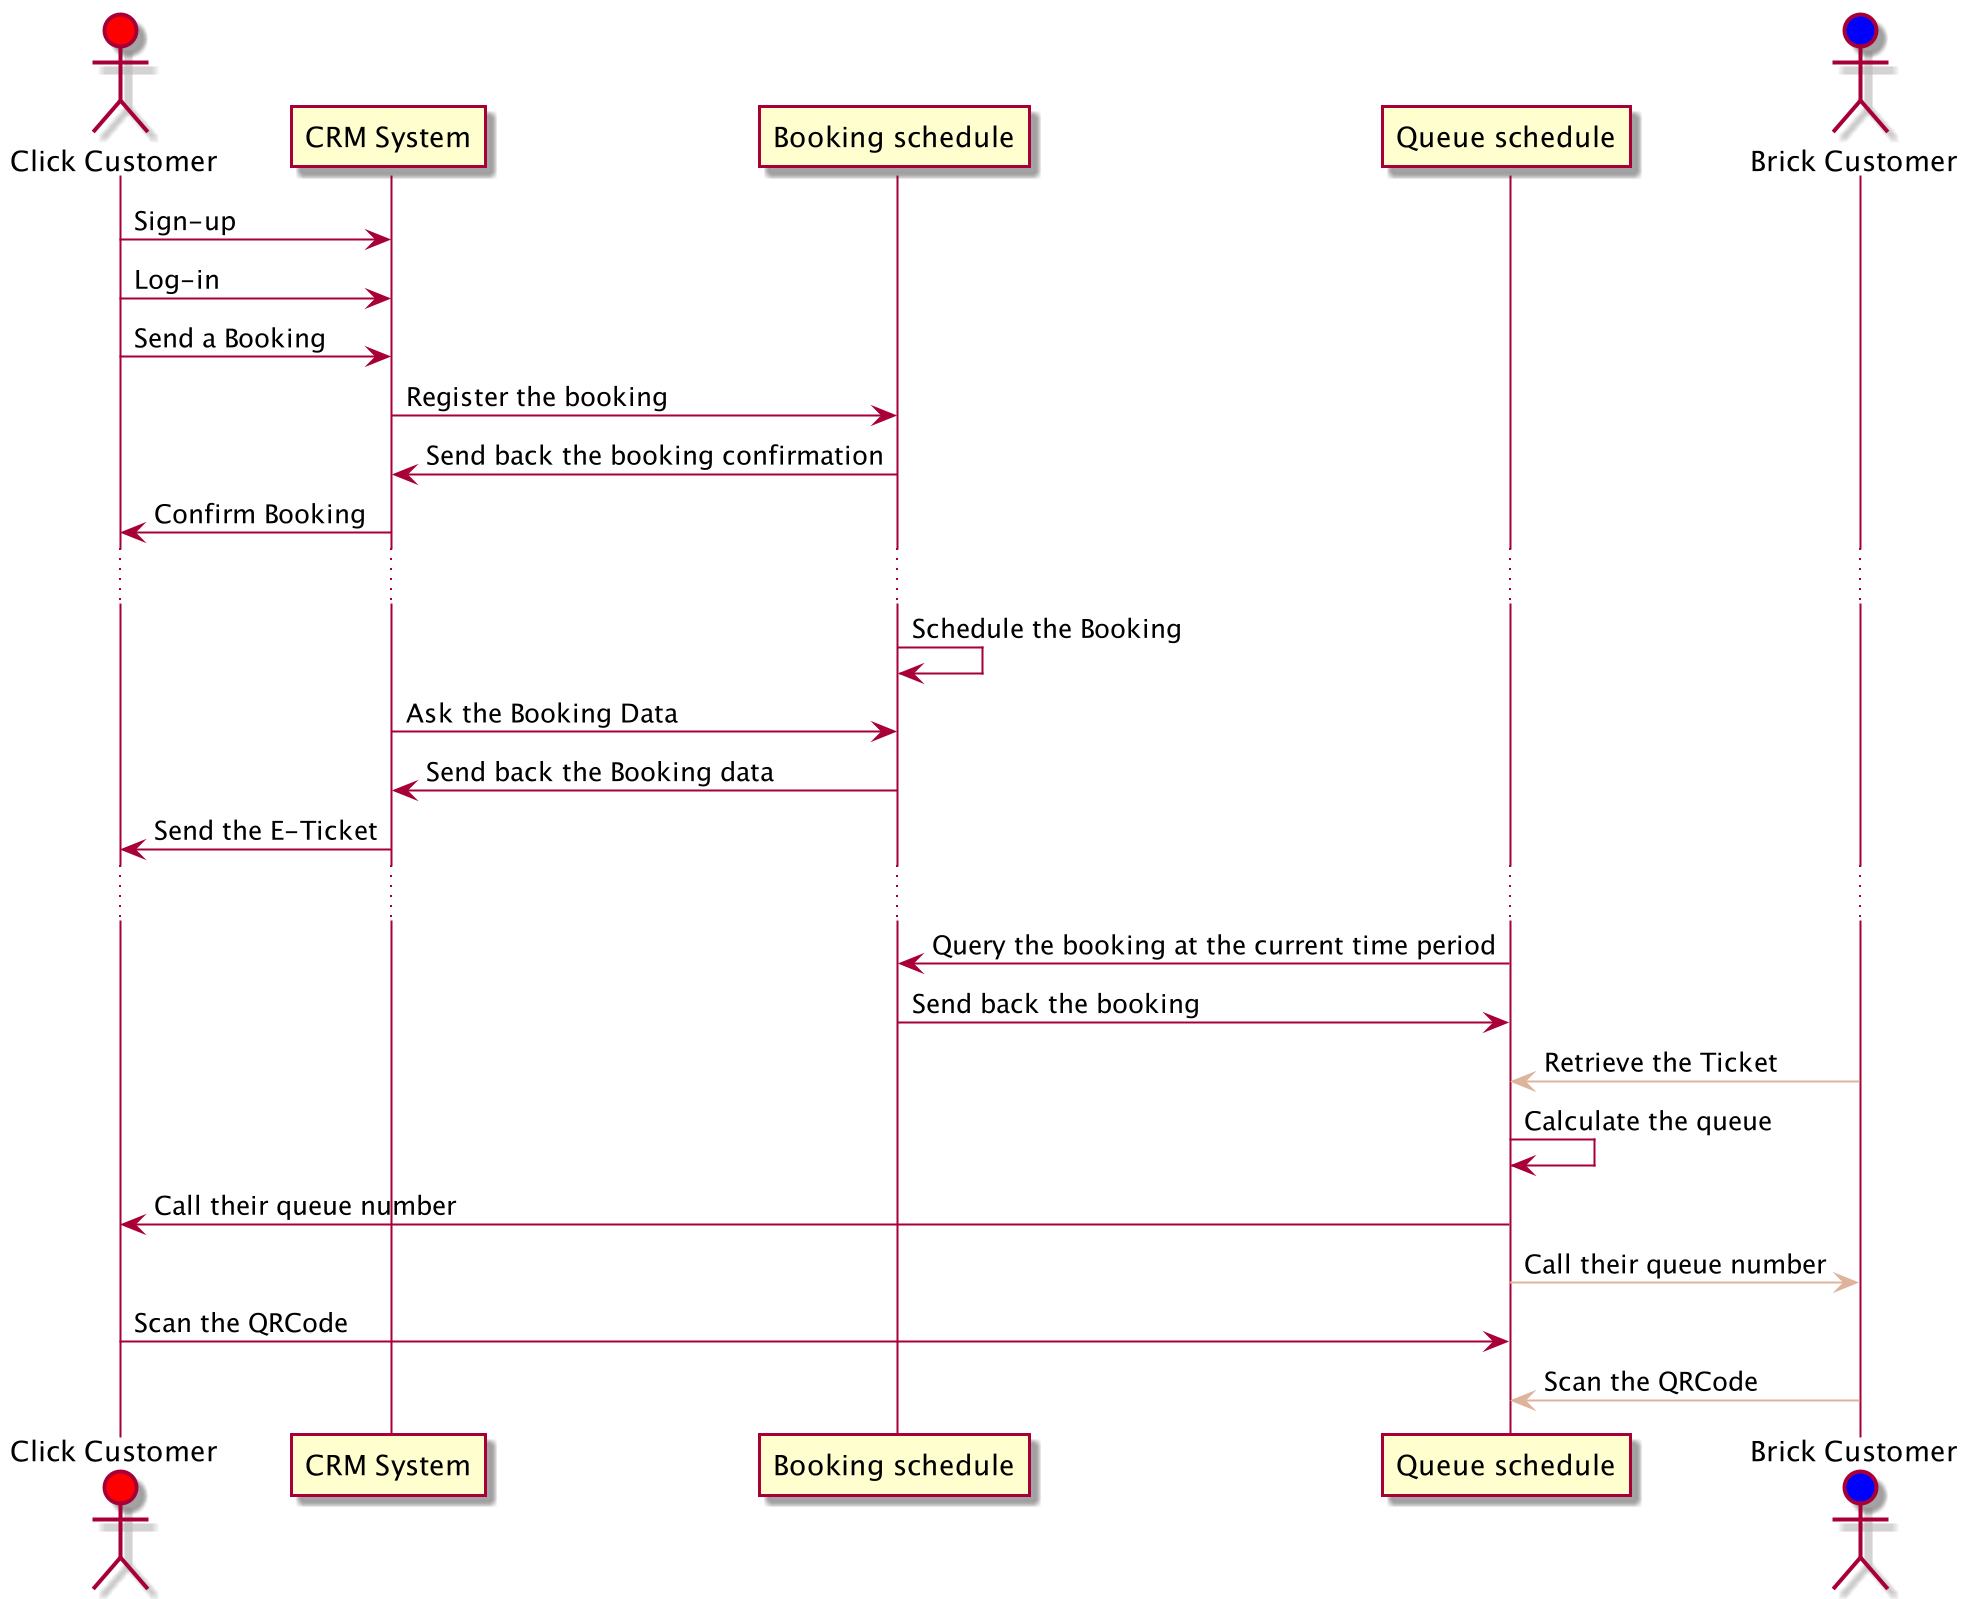 Click Customer
CRM System
Booking schedule
Queue schedule
Brick Customer
Sign-up
Log-in
Send a Booking
Register the booking
Send back the booking confirmation
Confirm Booking
Schedule the Booking
Ask the Booking Data
Send back the Booking data
Send the E-Ticket
Query the booking at the current time period
Send back the booking
Retrieve the Ticket
Calculate the queue
Call their queue number
Call their queue number
Scan the QRCode
Scan the QRCode
Click Customer
CRM System
Booking schedule
Queue schedule
Brick Customer